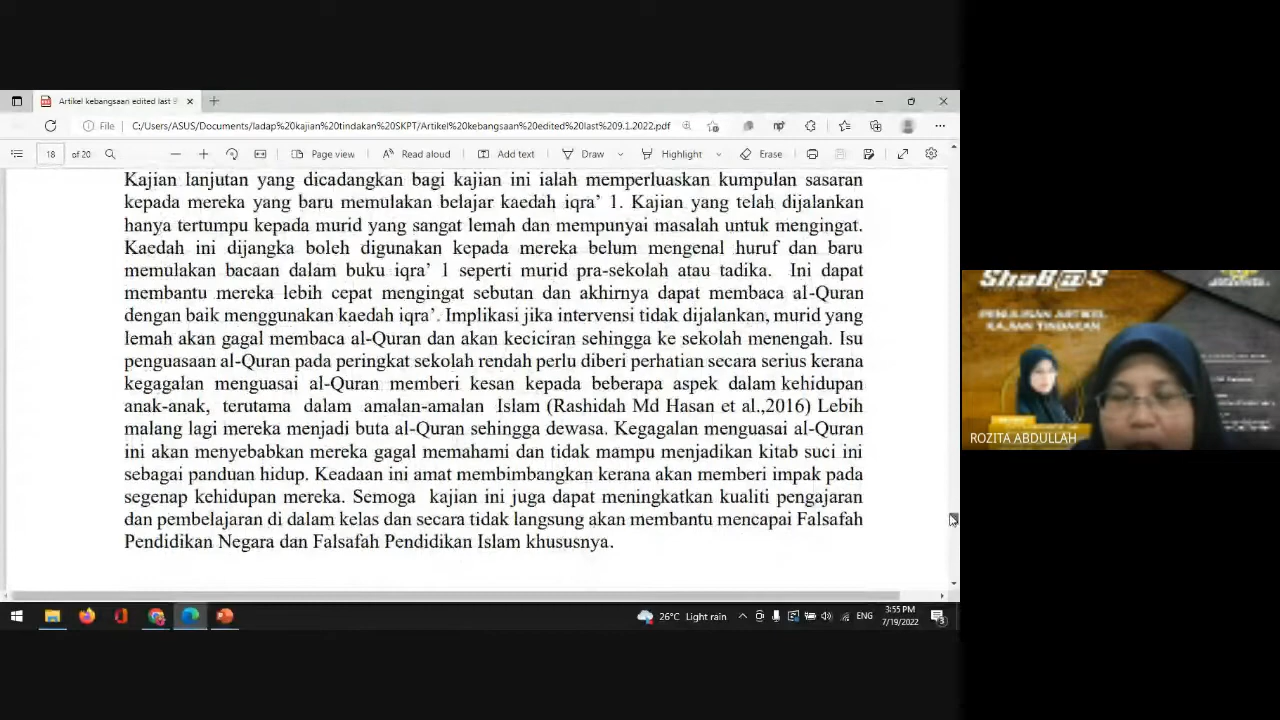 Artikel kebangsaan edited last 9
File
C:/Users/ASUS/Documents/ladap%20kajian%20tindakan%20SKPT/Artikel%20kebangsaan%20edited%20last%209.1.2022.pdf
18 of 20
Page view
Read aloud
Add text
Draw
Highlight
Erase
Kajian lanjutan yang dicadangkan bagi kajian ini ialah memperluaskan kumpulan sasaran
kepada mereka yang baru memulakan belajar kaedah iqra’ 1. Kajian yang telah dijalankan
hanya tertumpu kepada murid yang sangat lemah dan mempunyai masalah untuk mengingat.
Kaedah ini dijangka boleh digunakan kepada mereka belum mengenal huruf dan baru
memulakan bacaan dalam buku iqra’ 1 seperti murid pra-sekolah atau tadika. Ini dapat
membantu mereka lebih cepat mengingat sebutan dan akhirnya dapat membaca al-Quran
dengan baik menggunakan kaedah iqra’. Implikasi jika intervensi tidak dijalankan, murid yang
lemah akan gagal membaca al-Quran dan akan keciciran sehingga ke sekolah menengah. Isu
penguasaan al-Quran pada peringkat sekolah rendah perlu diberi perhatian secara serius kerana
kegagalan menguasai al-Quran memberi kesan kepada beberapa aspek dalam kehidupan
anak-anak, terutama dalam amalan-amalan Islam (Rashidah Md Hasan et al.,2016) Lebih
malang lagi mereka menjadi buta al-Quran sehingga dewasa. Kegagalan menguasai al-Quran
ini akan menyebabkan mereka gagal memahami dan tidak mampu menjadikan kitab suci ini
sebagai panduan hidup. Keadaan ini amat membimbangkan kerana akan memberi impak pada
segenap kehidupan mereka. Semoga kajian ini juga dapat meningkatkan kualiti pengajaran
dan pembelajaran di dalam kelas dan secara tidak langsung akan membantu mencapai Falsafah
Pendidikan Negara dan Falsafah Pendidikan Islam khususnya.
26°C Light rain
ENG
3:55 PM
7/19/2022
3
ShaB@S
PENULISAN ARTIKEL
KAJIAN TINDAKAN
ROZITA ABDULLAH